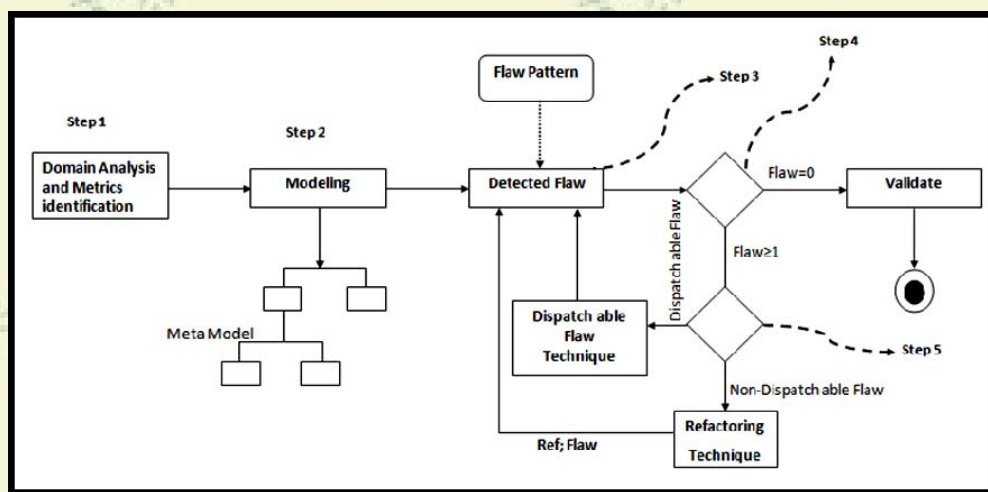 Step 1
Domain Analysis
and Metrics
identification
Step 2
Modeling
Meta Model
Flaw Pattern
Detected Flaw
Step 3
Step 4
Flaw=0
Validate
Flaw≥1
Dispatch able Flaw
Dispatch able
Flaw
Technique
Step 5
Non-Dispatch able Flaw
Refactoring
Technique
Ref; Flaw